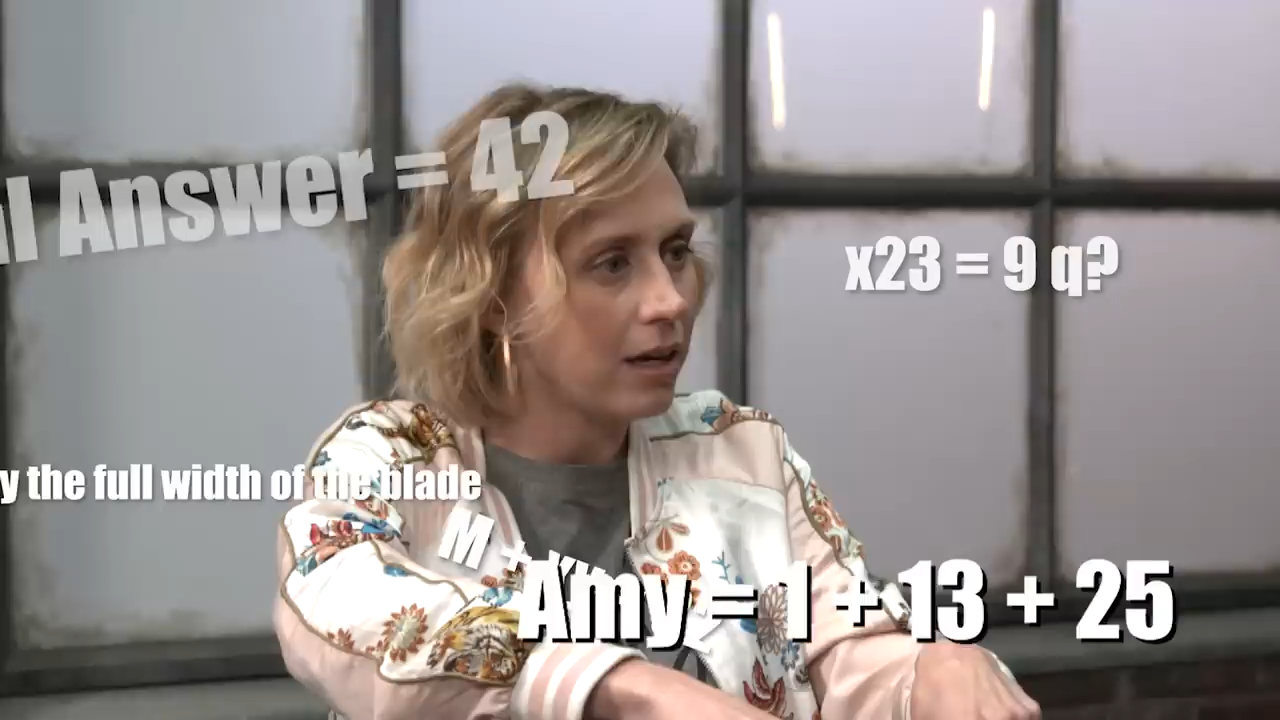 Answer = 42
x23 = 9 q?
the full width of the blade
M +
Amy = 1 + 13 + 25